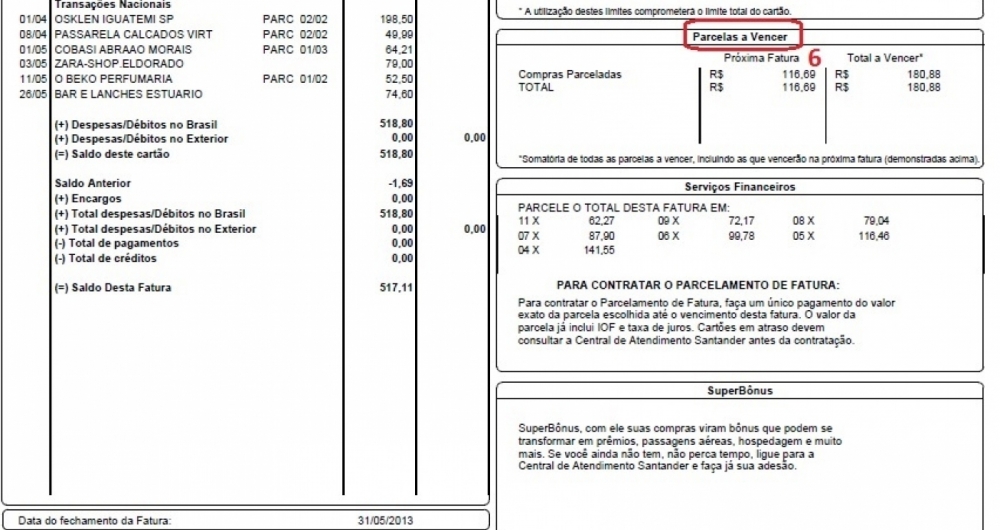 Transações Nacionais
01/04 OSKLEN IGUATEMI SP PARC 02/02 198,50
08/04 PASSARELA CALCADOS VIRT PARC 02/02 49,99
01/05 COBASI ABRAAO MORAIS PARC 01/03 64,21
03/05 ZARA-SHOP.ELDORADO 79,00
11/05 O BEKO PERFUMARIA PARC 01/02 52,50
26/05 BAR E LANCHES ESTUARIO 74,60
(+) Despesas/Débitos no Brasil 518,80
(+) Despesas/Débitos no Exterior 0,00 0,00
(=) Saldo deste cartão 518,80
Saldo Anterior -1,69
(+) Encargos 0,00
(+) Total despesas/Débitos no Brasil 518,80
(+) Total despesas/Débitos no Exterior 0,00 0,00
(-) Total de pagamentos 0,00
(-) Total de créditos 0,00
(=) Saldo Desta Fatura 517,11
Data do fechamento da Fatura: 31/05/2013
* A utilização destes limites comprometerá o limite total do cartão.
Parcelas a Vencer
Próxima Fatura 6 Total a Vencer*
Compras Parceladas R$ 116,69 R$ 180,88
TOTAL R$ 116,69 R$ 180,88
*Somatória de todas as parcelas a vencer, incluindo as que vencerão na próxima fatura (demonstradas acima).
Serviços Financeiros
PARCELE O TOTAL DESTA FATURA EM:
11 X 62,27 09 X 72,17 08 X 79,04
07 X 87,90 06 X 99,78 05 X 116,46
04 X 141,55
PARA CONTRATAR O PARCELAMENTO DE FATURA:
Para contratar o Parcelamento de Fatura, faça um único pagamento do valor
exato da parcela escolhida até o vencimento desta fatura. O valor da
parcela já inclui IOF e taxa de juros. Cartões em atraso devem
consultar a Central de Atendimento Santander antes da contratação.
SuperBônus
SuperBônus, com ele suas compras viram bônus que podem se
transformar em prêmios, passagens aéreas, hospedagem e muito
mais. Se você ainda não tem, não perca tempo, ligue para a
Central de Atendimento Santander e faça já sua adesão.